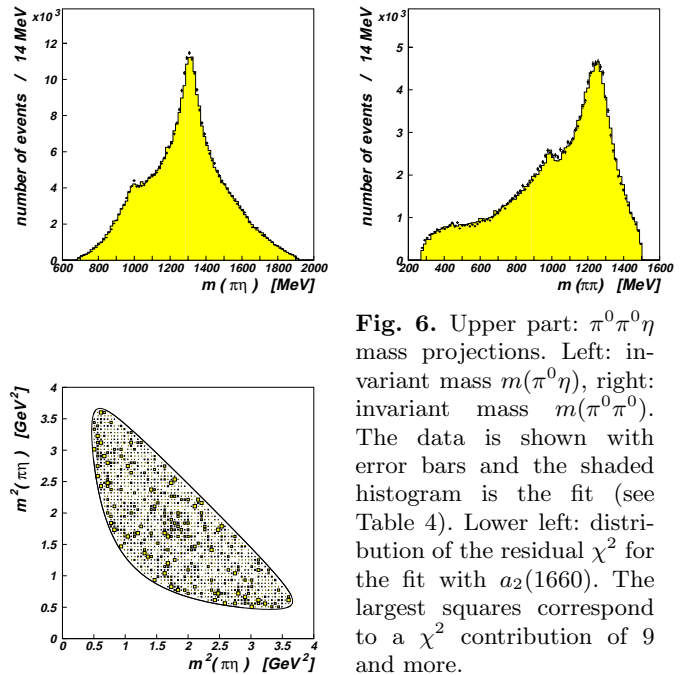 number of events / 14 MeV
x10³
12
10
8
6
4
2
0
600 800 1000 1200 1400 1600 1800 2000
m ( πη ) [MeV]
number of events / 14 MeV
x10³
5
4
3
2
1
0
200 400 600 800 1000 1200 1400 1600
m ( ππ) [MeV]
m²(πη) [GeV²]
4
3.5
3
2.5
2
1.5
1
0.5
0
0 0.5 1 1.5 2 2.5 3 3.5 4
m²(πη) [GeV²]
Fig. 6. Upper part: π⁰π⁰η
mass projections. Left: in-
variant mass m(π⁰η), right:
invariant mass m(π⁰π⁰).
The data is shown with
error bars and the shaded
histogram is the fit (see
Table 4). Lower left: distri-
bution of the residual χ² for
the fit with a₂(1660). The
largest squares correspond
to a χ² contribution of 9
and more.